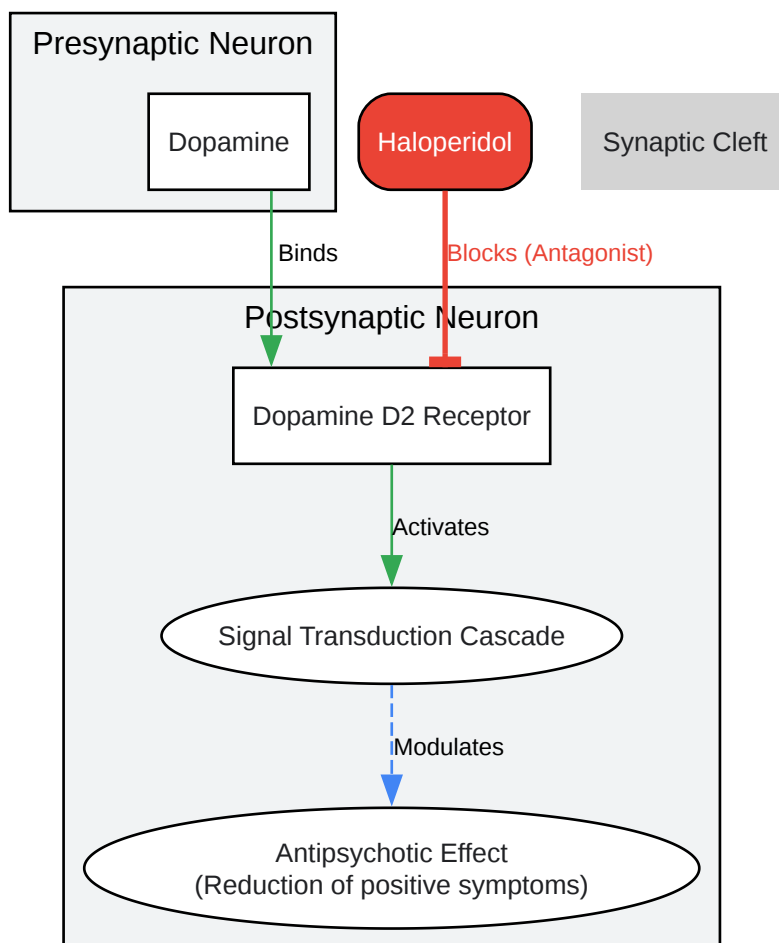 Presynaptic Neuron
Dopamine
Haloperidol
Synaptic Cleft
Binds
Blocks (Antagonist)
Postsynaptic Neuron
Dopamine D2 Receptor
Activates
Signal Transduction Cascade
Modulates
Antipsychotic Effect
(Reduction of positive symptoms)